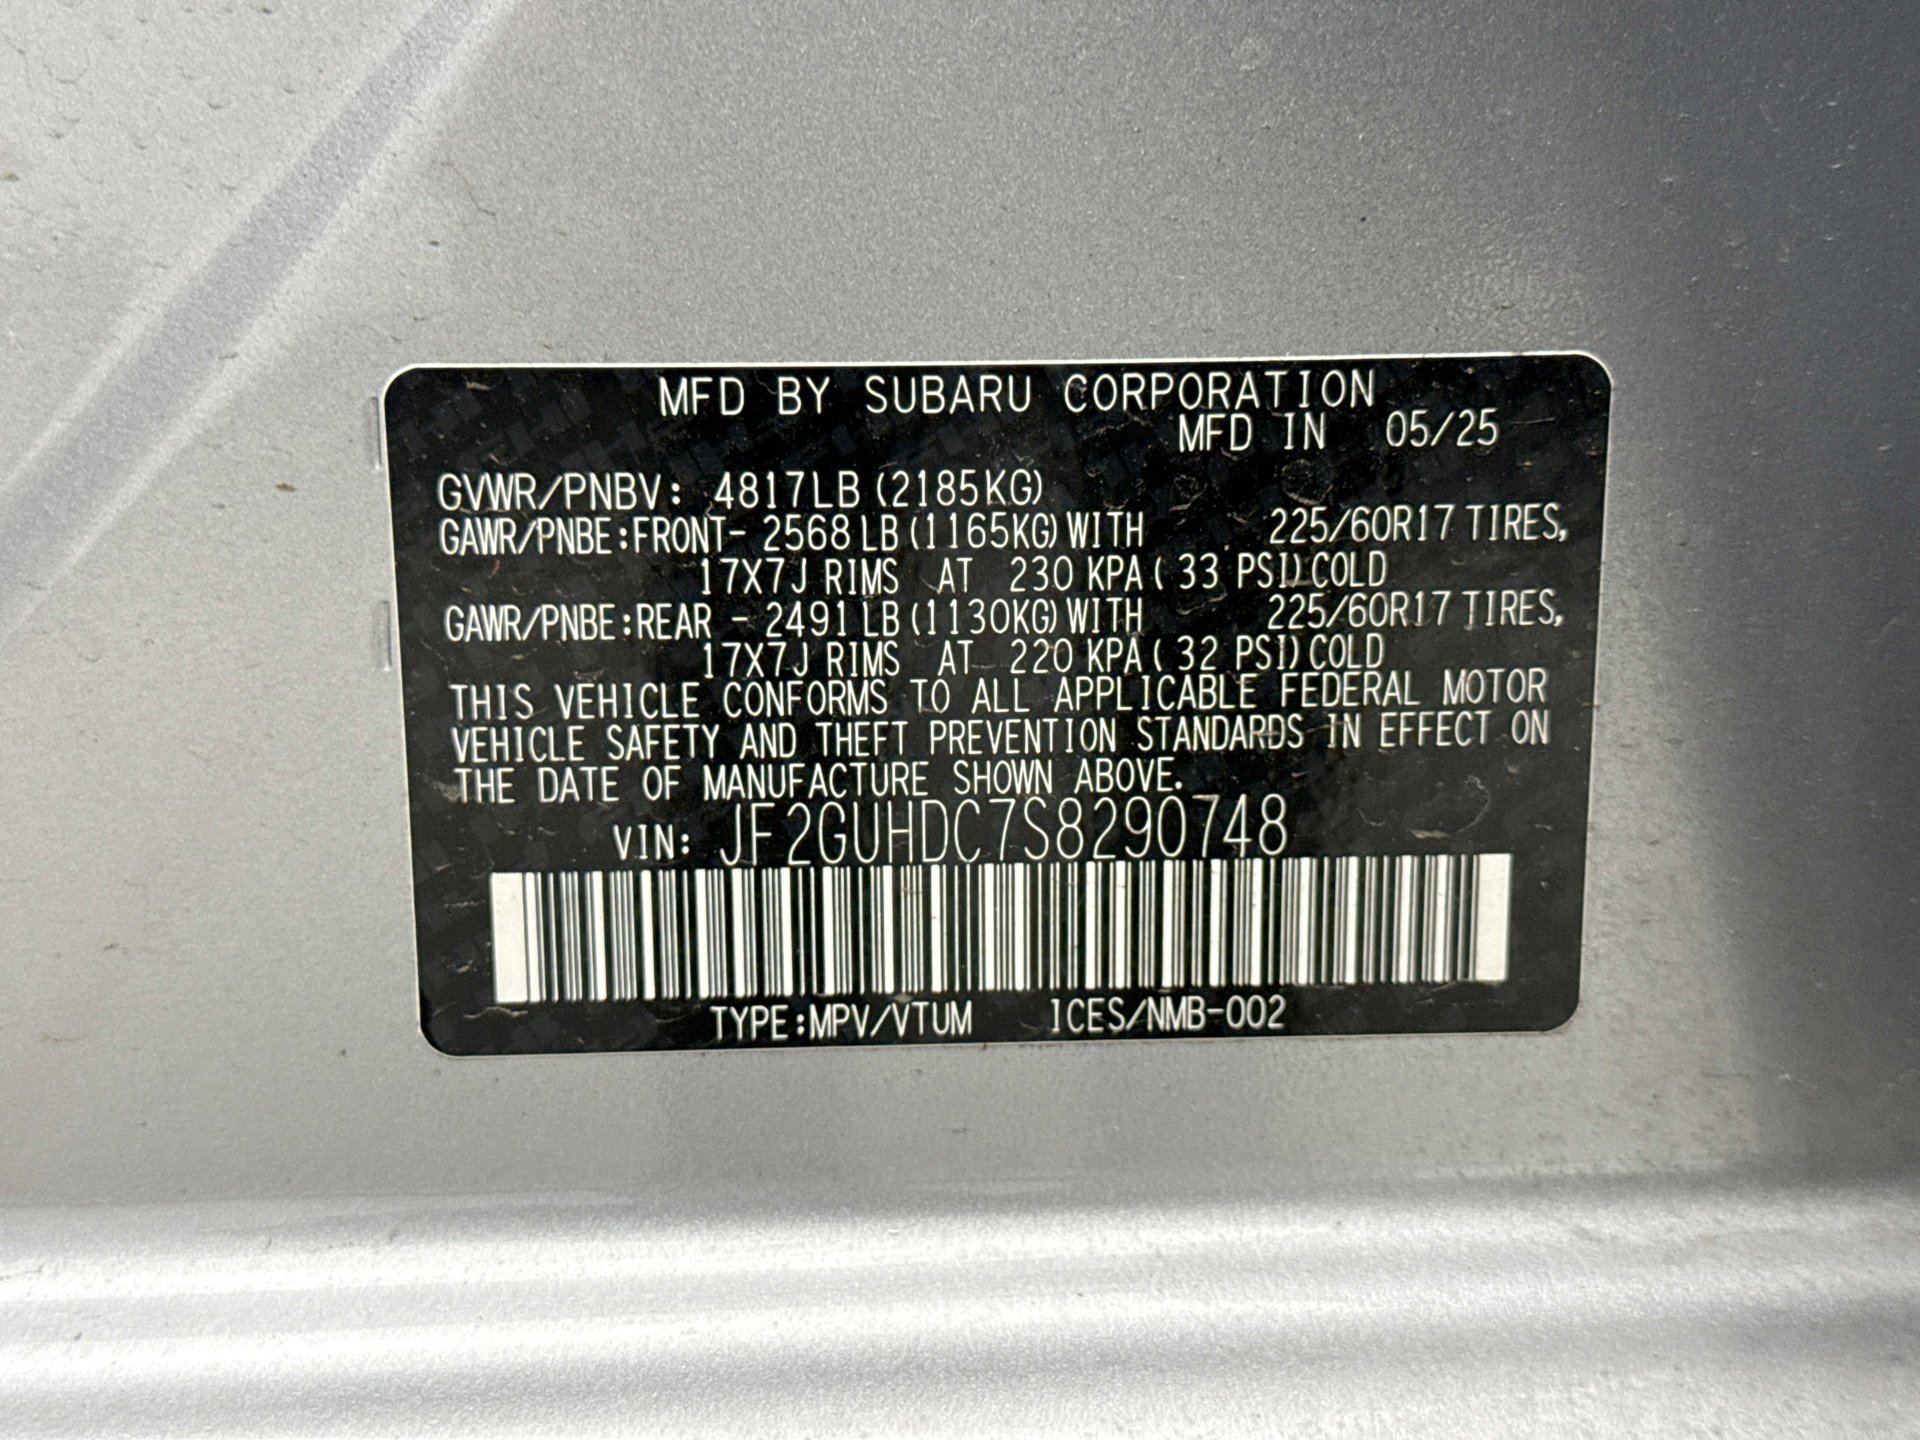 MFD BY SUBARU CORPORATION
MFD IN 05/25
GVWR/PNBV: 4817LB (2185KG)
GAWR/PNBE:FRONT- 2568 LB (1165KG) WITH 225/60R17 TIRES,
17X7J RIMS AT 230 KPA ( 33 PSI) COLD
GAWR/PNBE:REAR - 2491 LB (1130KG) WITH 225/60R17 TIRES,
17X7J RIMS AT 220 KPA ( 32 PSI) COLD
THIS VEHICLE CONFORMS TO ALL APPLICABLE FEDERAL MOTOR
VEHICLE SAFETY AND THEFT PREVENTION STANDARDS IN EFFECT ON
THE DATE OF MANUFACTURE SHOWN ABOVE.
VIN: JF2GUHDC7S8290748
TYPE:MPV/VTUM ICES/NMB-002